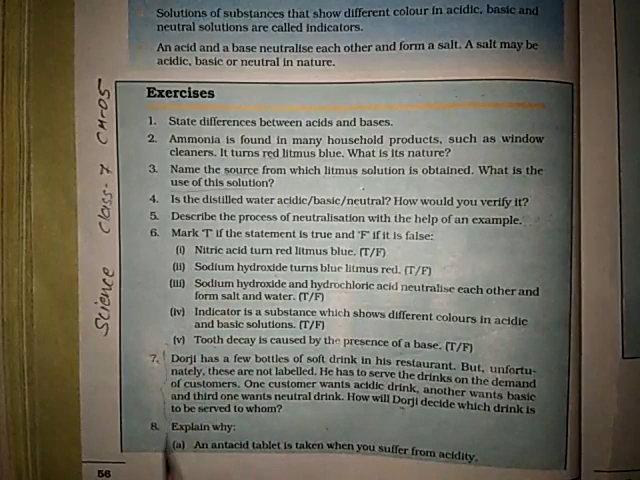 Solutions of substances that show different colour in acidic, basic and
neutral solutions are called indicators.
An acid and a base neutralise each other and form a salt. A salt may be
acidic, basic or neutral in nature.
Science Class-7 CH-05
Exercises
1. State differences between acids and bases.
2. Ammonia is found in many household products, such as window
cleaners. It turns red litmus blue. What is its nature?
3. Name the source from which litmus solution is obtained. What is the
use of this solution?
4. Is the distilled water acidic/basic/neutral? How would you verify it?
5. Describe the process of neutralisation with the help of an example.
6. Mark 'T' if the statement is true and 'F' if it is false:
(i) Nitric acid turn red litmus blue. (T/F)
(ii) Sodium hydroxide turns blue litmus red. (T/F)
(iii) Sodium hydroxide and hydrochloric acid neutralise each other and
form salt and water. (T/F)
(iv) Indicator is a substance which shows different colours in acidic
and basic solutions. (T/F)
(v) Tooth decay is caused by the presence of a base. (T/F)
7. Dorji has a few bottles of soft drink in his restaurant. But, unfortu-
nately, these are not labelled. He has to serve the drinks on the demand
of customers. One customer wants acidic drink, another wants basic
and third one wants neutral drink. How will Dorji decide which drink is
to be served to whom?
8. Explain why:
(a) An antacid tablet is taken when you suffer from acidity.
56